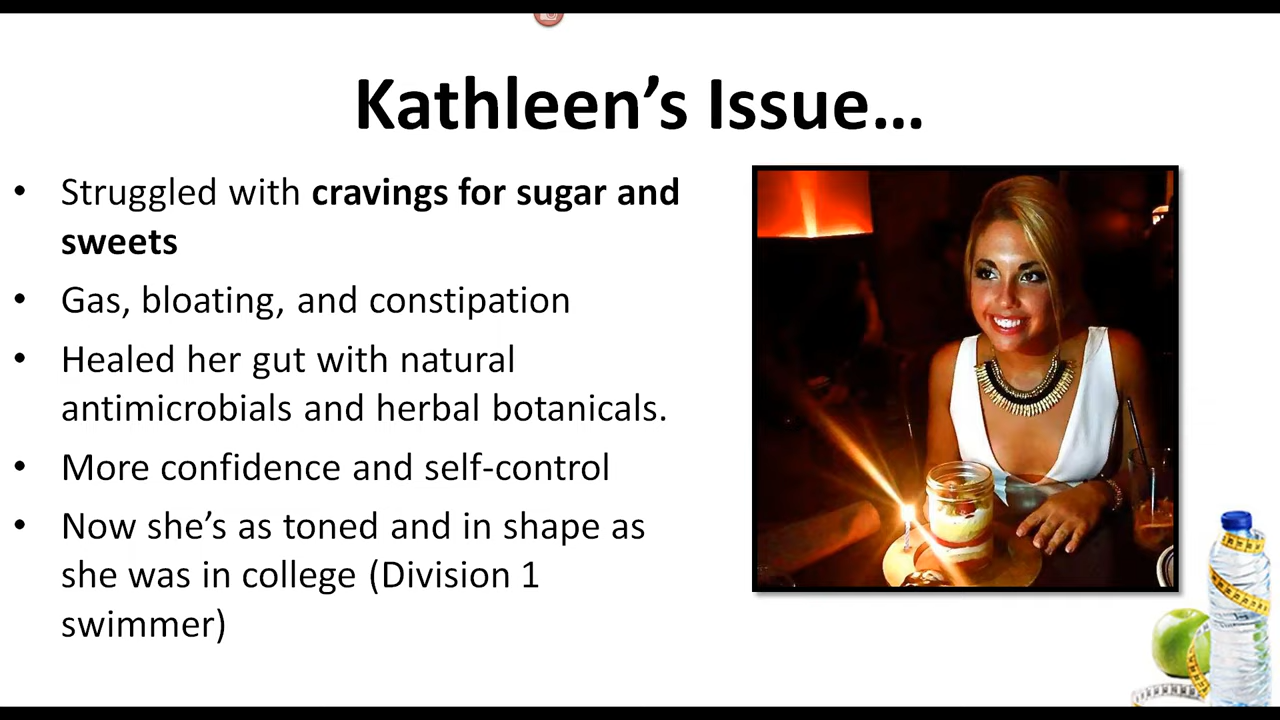 Kathleen’s Issue…
• Struggled with cravings for sugar and
sweets
• Gas, bloating, and constipation
• Healed her gut with natural
antimicrobials and herbal botanicals.
• More confidence and self-control
• Now she’s as toned and in shape as
she was in college (Division 1
swimmer)